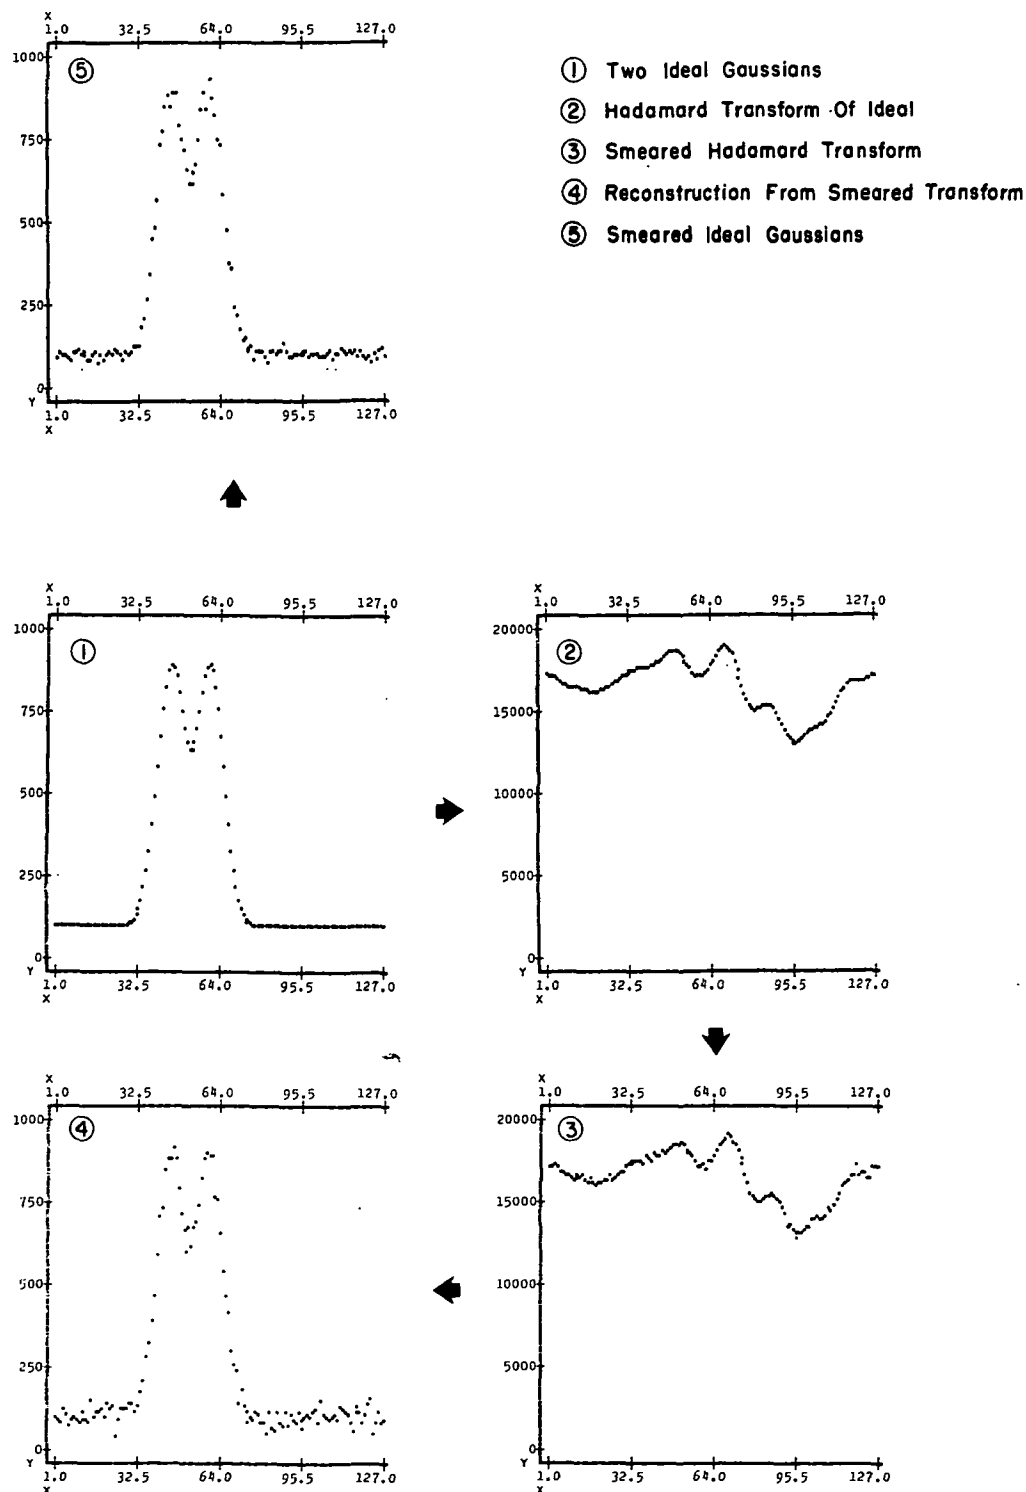 X
1.0 32.5 64.0 95.5 127.0
1000
750
500
250
0
Y
1.0 32.5 64.0 95.5 127.0
X
⑤
① Two Ideal Gaussians
② Hadamard Transform Of Ideal
③ Smeared Hadamard Transform
④ Reconstruction From Smeared Transform
⑤ Smeared Ideal Gaussians
X
1.0 32.5 64.0 95.5 127.0
1000
①
750
500
250
0
Y
1.0 32.5 64.0 95.5 127.0
X
X
1.0 32.5 64.0 95.5 127.0
20000
②
15000
10000
5000
0
Y
1.0 32.5 64.0 95.5 127.0
X
X
1.0 32.5 64.0 95.5 127.0
1000
④
750
500
250
0
Y
1.0 32.5 64.0 95.5 127.0
X
X
1.0 32.5 64.0 95.5 127.0
20000
③
15000
10000
5000
0
Y
1.0 32.5 64.0 95.5 127.0
X